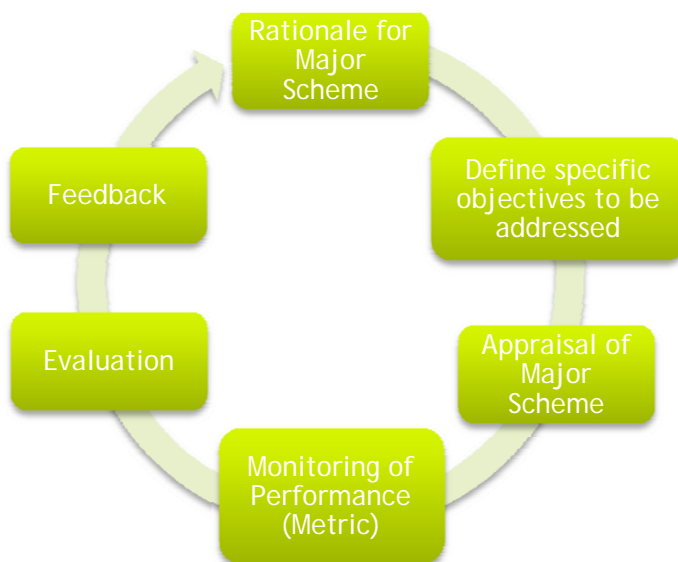 Rationale for
Major
Scheme
Define specific
objectives to be
addressed
Appraisal of
Major
Scheme
Monitoring of
Performance
(Metric)
Evaluation
Feedback